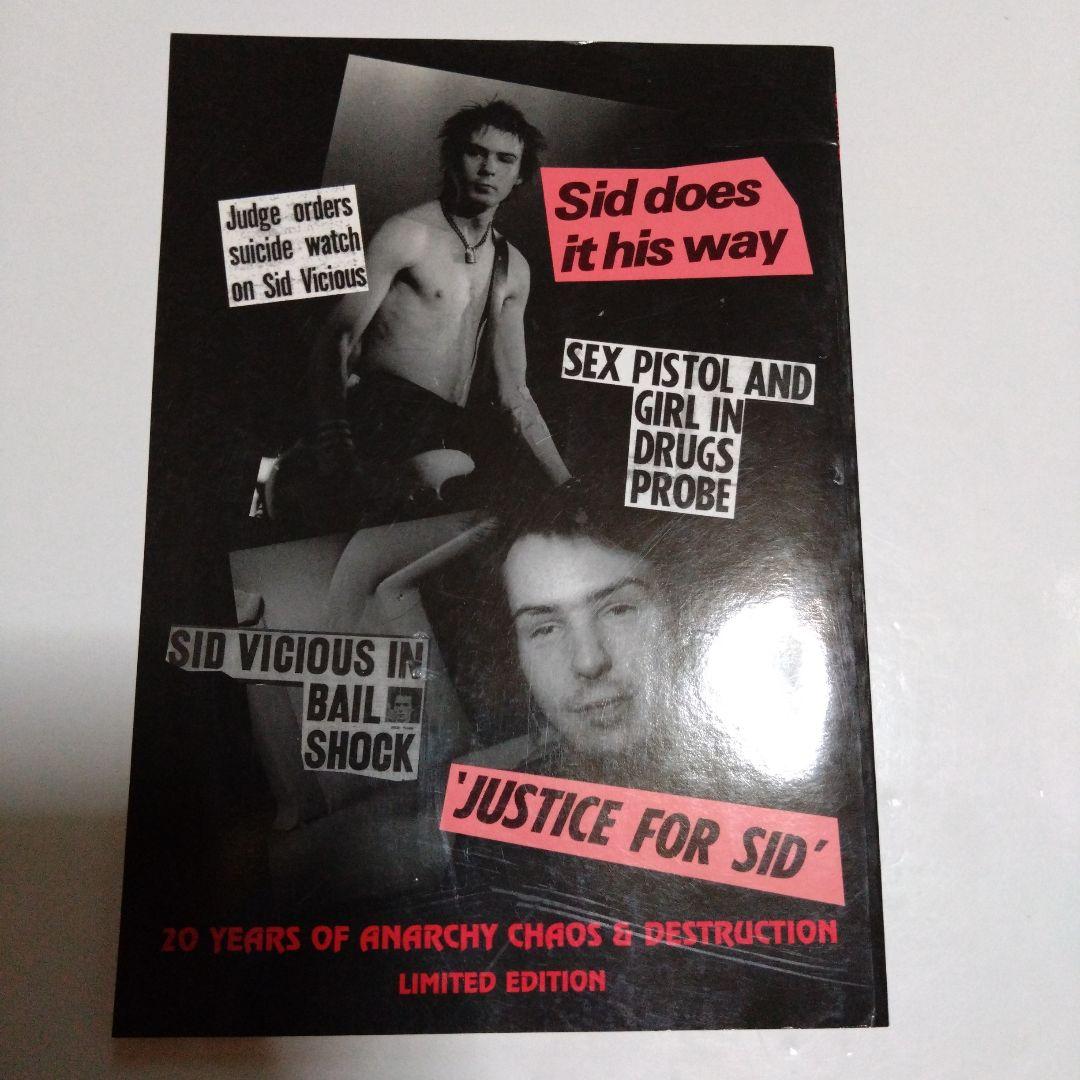 Judge orders
suicide watch
on Sid Vicious
Sid does
it his way
SEX PISTOL AND
GIRL IN
DRUGS
PROBE
SID VICIOUS IN
BAIL
SHOCK
'JUSTICE FOR SID'
20 YEARS OF ANARCHY CHAOS & DESTRUCTION
LIMITED EDITION